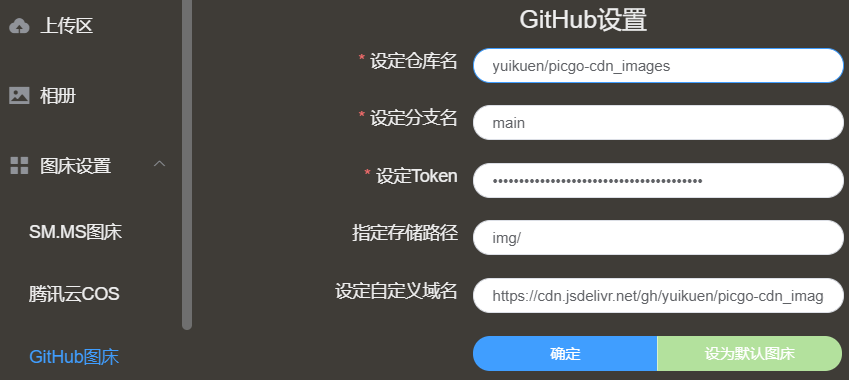 上传区
相册
图床设置
SM.MS图床
腾讯云COS
GitHub图床
GitHub设置
* 设定仓库名
yuikuen/picgo-cdn_images
* 设定分支名
main
* 设定Token
••••••••••••••••••••••••••••••••••••••••
指定存储路径
img/
设定自定义域名
https://cdn.jsdelivr.net/gh/yuikuen/picgo-cdn_imag
确定
设为默认图床